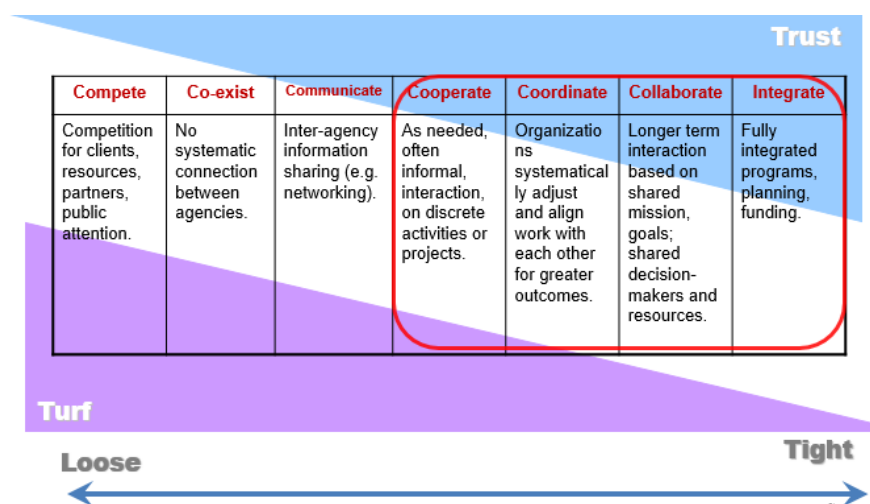 Trust
Compete
Co-exist
Communicate
Cooperate
Coordinate
Collaborate
Integrate
Competition
for clients,
resources,
partners,
public
attention.
No
systematic
connection
between
agencies.
Inter-agency
information
sharing (e.g.
networking).
As needed,
often
informal,
interaction,
on discrete
activities or
projects.
Organizatio
ns
systematical
ly adjust
and align
work with
each other
for greater
outcomes.
Longer term
interaction
based on
shared
mission,
goals;
shared
decision-
makers and
resources.
Fully
integrated
programs,
planning,
funding.
Turf
Loose
Tight